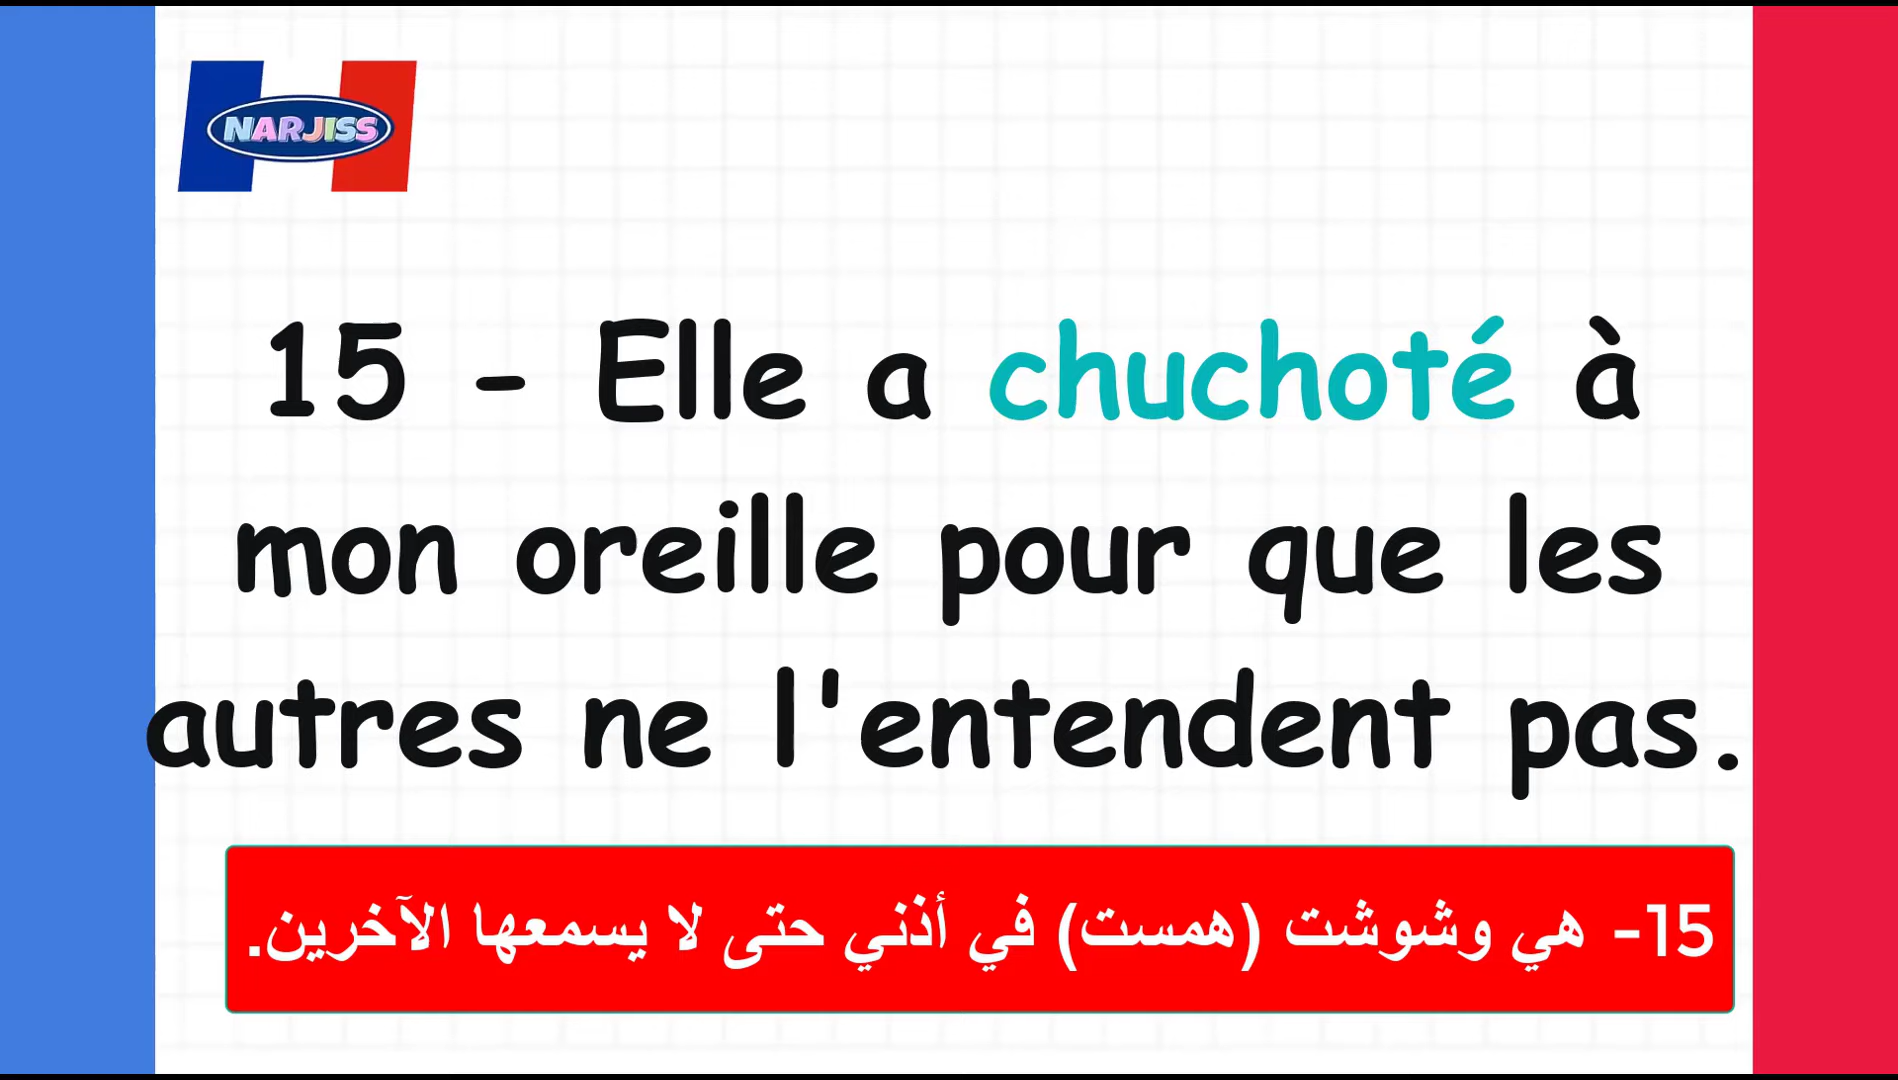 NARJISS
15 - Elle a chuchoté à
mon oreille pour que les
autres ne l'entendent pas.
15- هي وشوشت (همست) في أذني حتى لا يسمعها الآخرين.